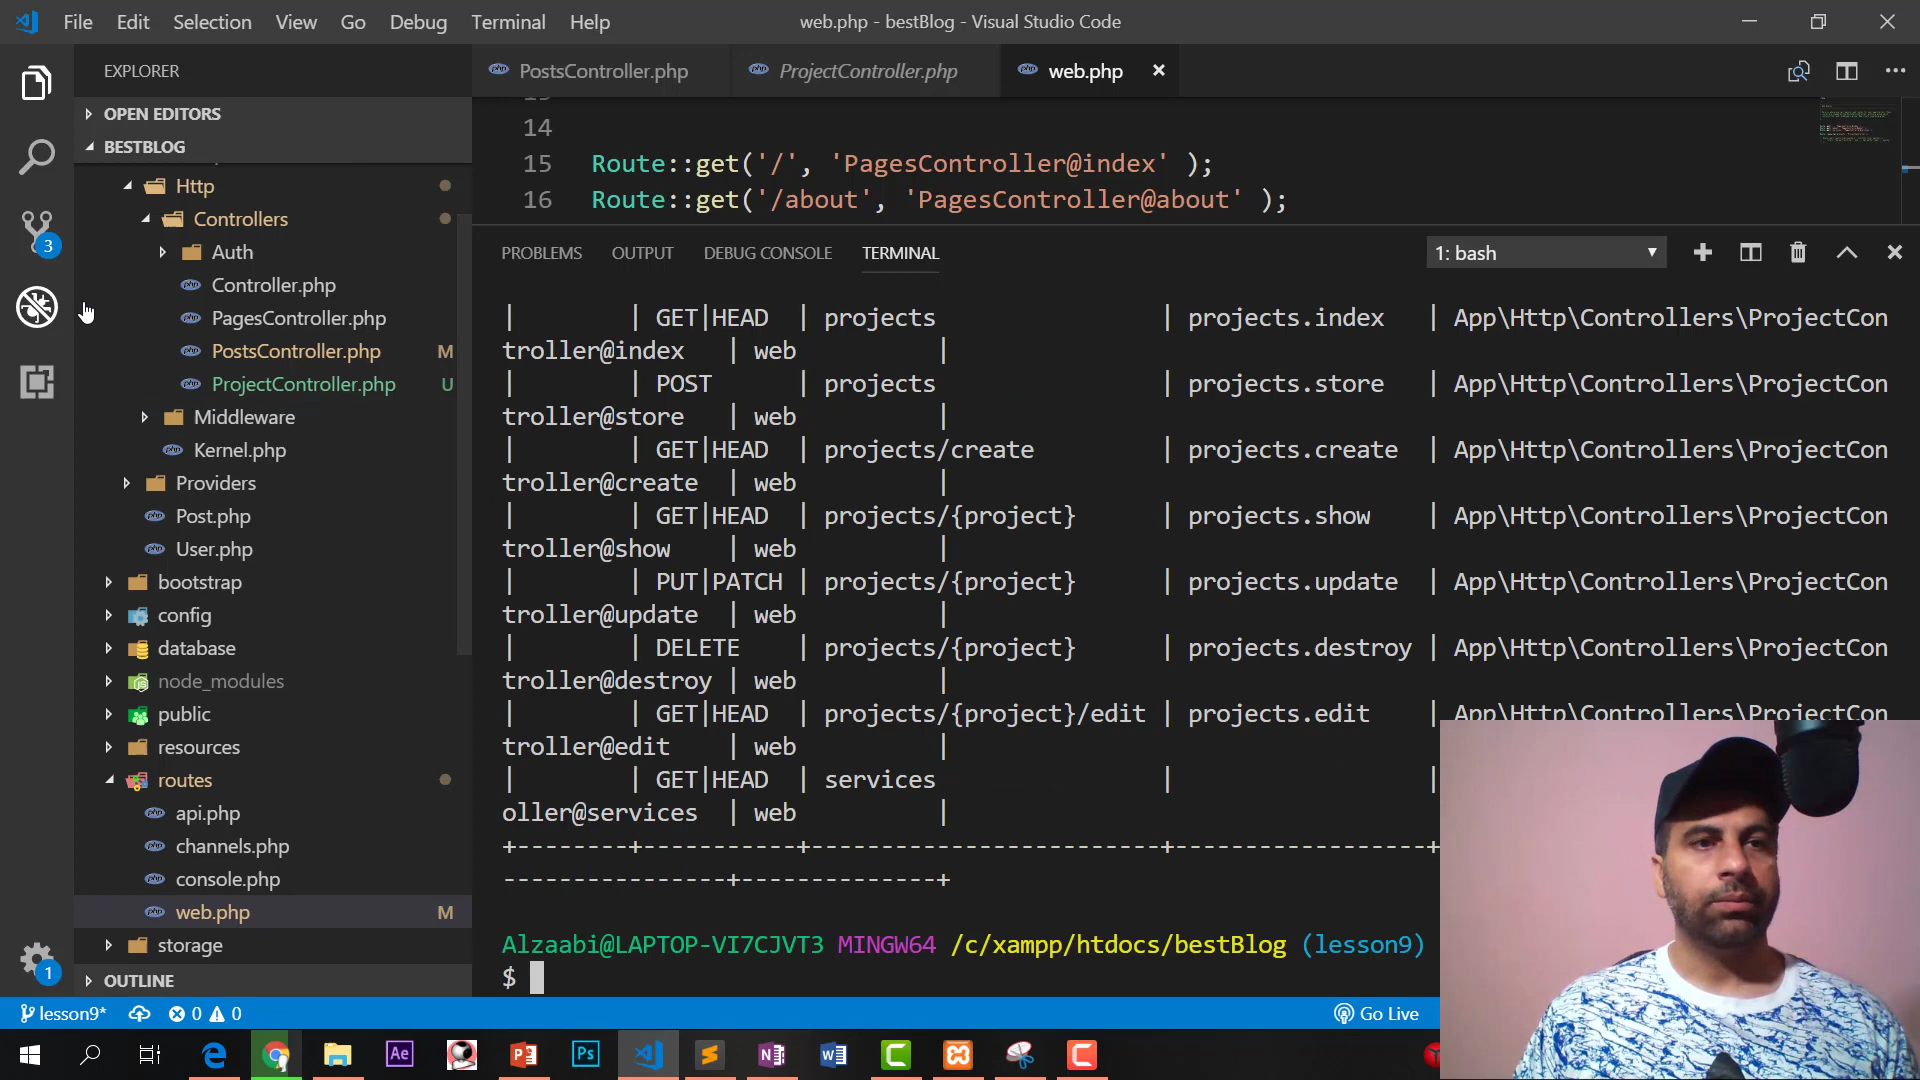 File Edit Selection View Go Debug Terminal Help
web.php - bestBlog - Visual Studio Code
EXPLORER
OPEN EDITORS
BESTBLOG
Http
Controllers
Auth
Controller.php
PagesController.php
PostsController.php M
ProjectController.php U
Middleware
Kernel.php
Providers
Post.php
User.php
bootstrap
config
database
node_modules
public
resources
routes
api.php
channels.php
console.php
web.php M
storage
OUTLINE
3
1
PostsController.php ProjectController.php web.php
14
15 Route::get('/', 'PagesController@index' );
16 Route::get('/about', 'PagesController@about' );
PROBLEMS OUTPUT DEBUG CONSOLE TERMINAL 1: bash
| | GET|HEAD | projects | projects.index | App\Http\Controllers\ProjectCon
troller@index | web |
| | POST | projects | projects.store | App\Http\Controllers\ProjectCon
troller@store | web |
| | GET|HEAD | projects/create | projects.create | App\Http\Controllers\ProjectCon
troller@create | web |
| | GET|HEAD | projects/{project} | projects.show | App\Http\Controllers\ProjectCon
troller@show | web |
| | PUT|PATCH | projects/{project} | projects.update | App\Http\Controllers\ProjectCon
troller@update | web |
| | DELETE | projects/{project} | projects.destroy | App\Http\Controllers\ProjectCon
troller@destroy | web |
| | GET|HEAD | projects/{project}/edit | projects.edit | App\Http\Controllers\ProjectCon
troller@edit | web |
| | GET|HEAD | services | |
oller@services | web |
+--------+-----------+-------------------------+------------------+
----------------+--------------+
Alzaabi@LAPTOP-VI7CJVT3 MINGW64 /c/xampp/htdocs/bestBlog (lesson9)
$
lesson9* 0 0 Go Live
Ae Ps